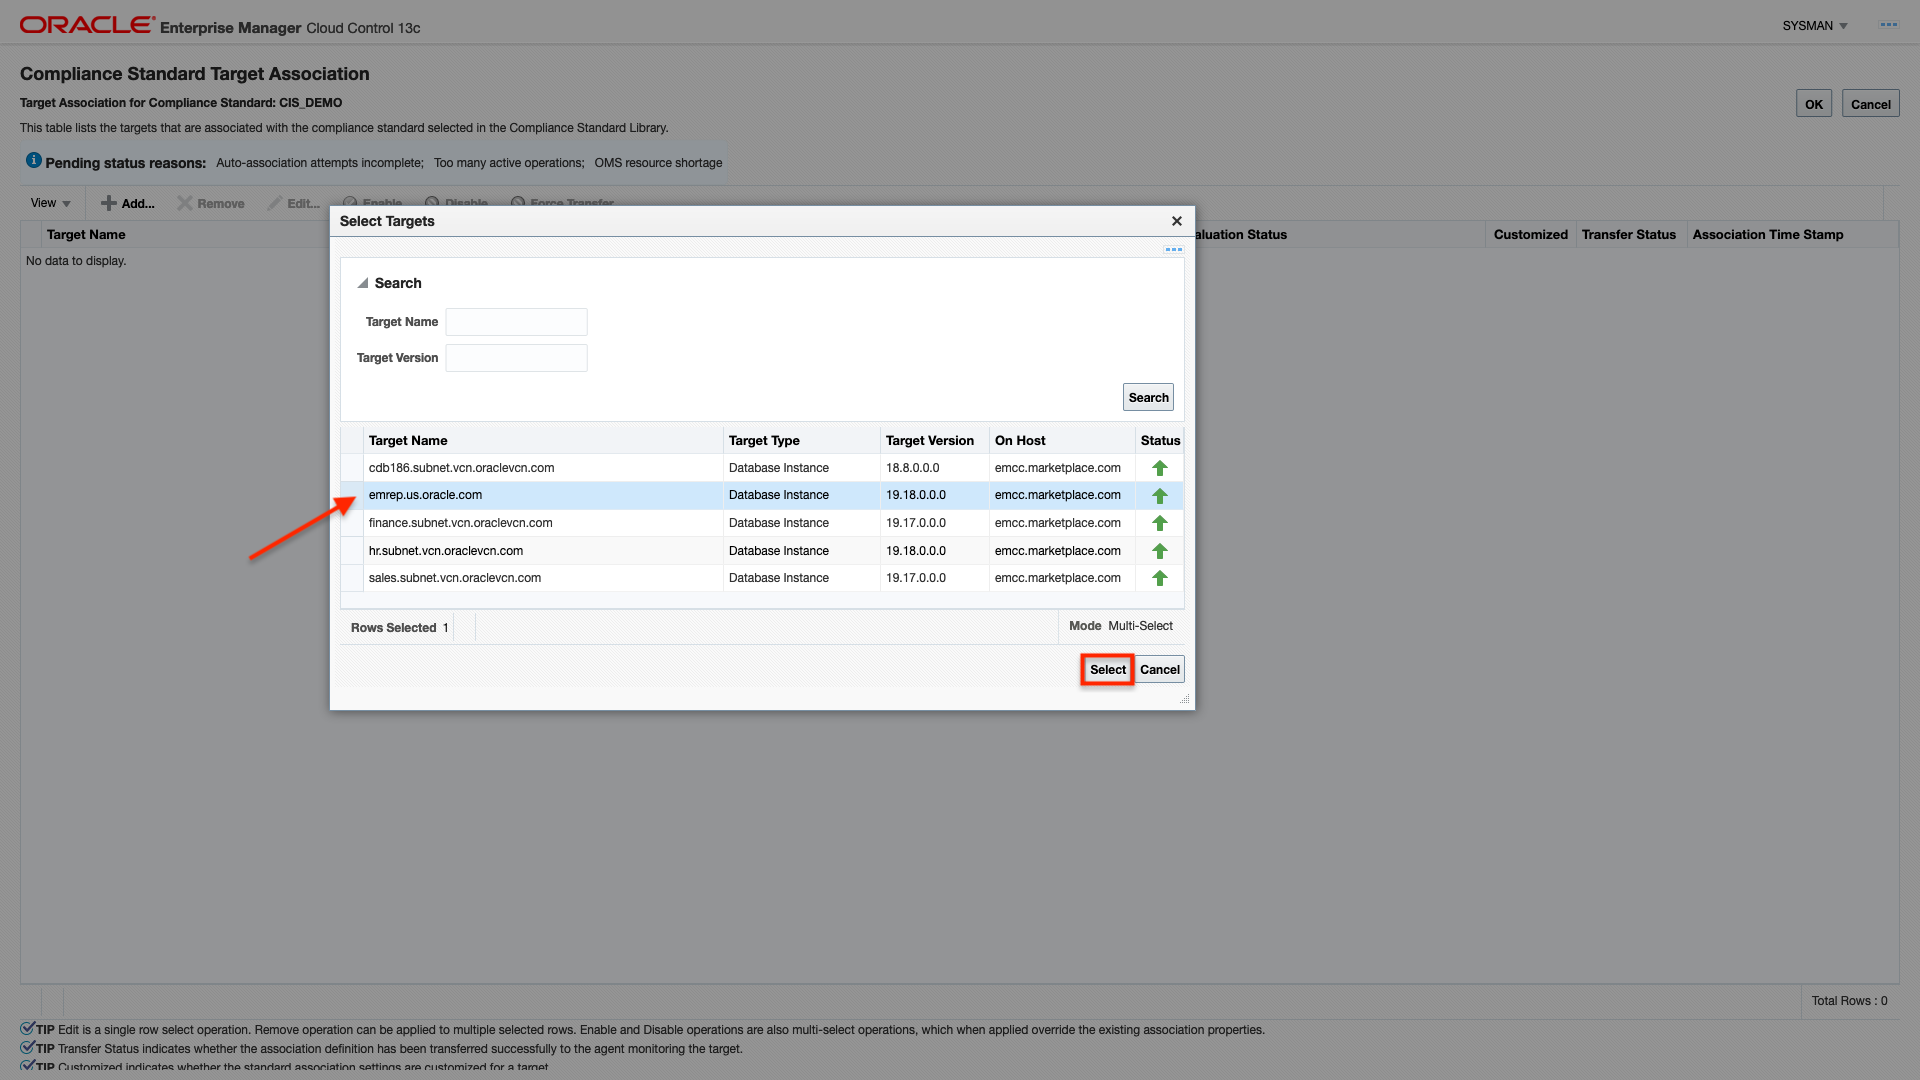 ORACLE Enterprise Manager Cloud Control 13c
SYSMAN
Compliance Standard Target Association
Target Association for Compliance Standard: CIS_DEMO
OK Cancel
This table lists the targets that are associated with the compliance standard selected in the Compliance Standard Library.
Pending status reasons: Auto-association attempts incomplete; Too many active operations; OMS resource shortage
View Add... Remove Edit... Enable Disable Force Transfer
Target Name aluation Status Customized Transfer Status Association Time Stamp
No data to display.
Select Targets
Search
Target Name
Target Version
Search
Target Name Target Type Target Version On Host Status
cdb186.subnet.vcn.oraclevcn.com Database Instance 18.8.0.0.0 emcc.marketplace.com
emrep.us.oracle.com Database Instance 19.18.0.0.0 emcc.marketplace.com
finance.subnet.vcn.oraclevcn.com Database Instance 19.17.0.0.0 emcc.marketplace.com
hr.subnet.vcn.oraclevcn.com Database Instance 19.18.0.0.0 emcc.marketplace.com
sales.subnet.vcn.oraclevcn.com Database Instance 19.17.0.0.0 emcc.marketplace.com
Rows Selected 1 Mode Multi-Select
Select Cancel
Total Rows : 0
TIP Edit is a single row select operation. Remove operation can be applied to multiple selected rows. Enable and Disable operations are also multi-select operations, which when applied override the existing association properties.
TIP Transfer Status indicates whether the association definition has been transferred successfully to the agent monitoring the target.
TIP Customized indicates whether the standard association settings are customized for a target